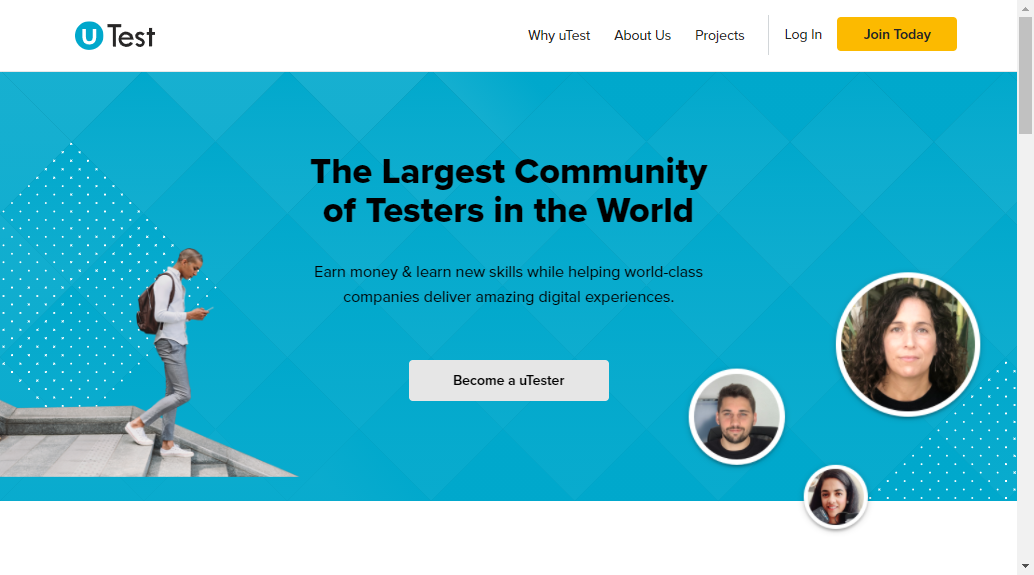 uTest
Why uTest
About Us
Projects
Log In
Join Today
The Largest Community
of Testers in the World
Earn money & learn new skills while helping world-class
companies deliver amazing digital experiences.
Become a uTester